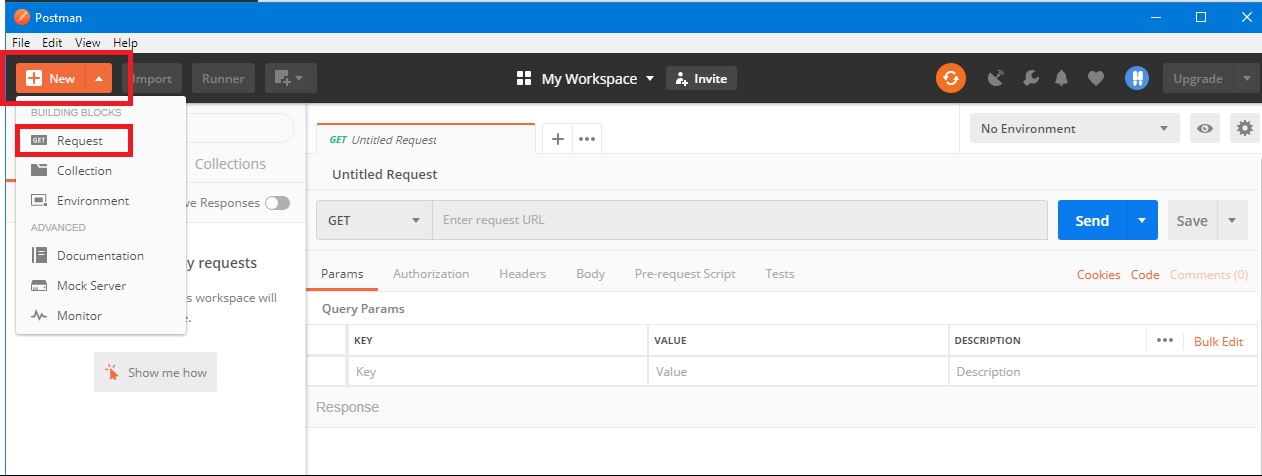 Postman
File Edit View Help
New Import Runner My Workspace Invite Upgrade
BUILDING BLOCKS
GET Request
Collection
Environment
ADVANCED
Documentation
Mock Server
Monitor
Collections
ve Responses
y requests
s workspace will
e.
Show me how
GET Untitled Request
No Environment
Untitled Request
GET Enter request URL Send Save
Params Authorization Headers Body Pre-request Script Tests Cookies Code Comments (0)
Query Params
KEY VALUE DESCRIPTION Bulk Edit
Key Value Description
Response